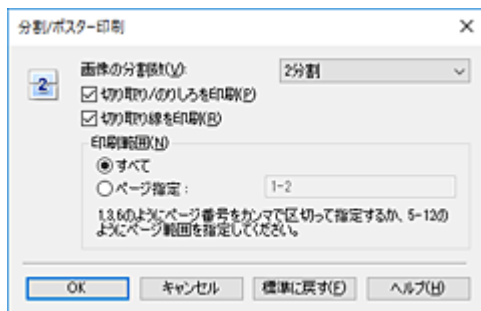 分割/ポスター印刷
画像の分割数(V):
2分割
2
切り取り/のりしろを印刷(P)
切り取り線を印刷(R)
印刷範囲(N)
すべて
ページ指定：
1-2
1,3,6のようにページ番号をカンマで区切って指定するか、5-12の
ようにページ範囲を指定してください。
OK
キャンセル
標準に戻す(F)
ヘルプ(H)